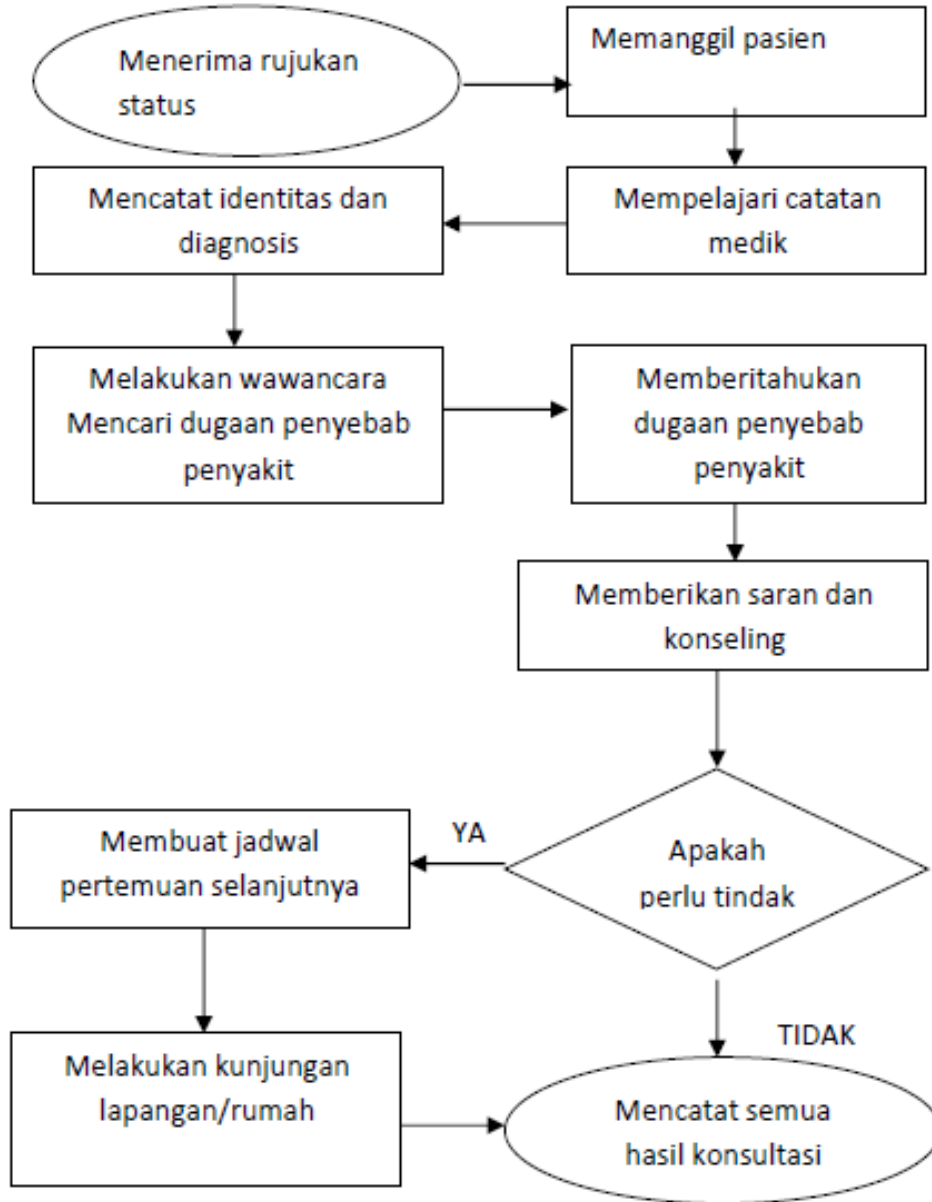 Menerima rujukan
status
Memanggil pasien
Mempelajari catatan
medik
Mencatat identitas dan
diagnosis
Melakukan wawancara
Mencari dugaan penyebab
penyakit
Memberitahukan
dugaan penyebab
penyakit
Memberikan saran dan
konseling
Apakah
perlu tindak
YA
Membuat jadwal
pertemuan selanjutnya
Melakukan kunjungan
lapangan/rumah
TIDAK
Mencatat semua
hasil konsultasi